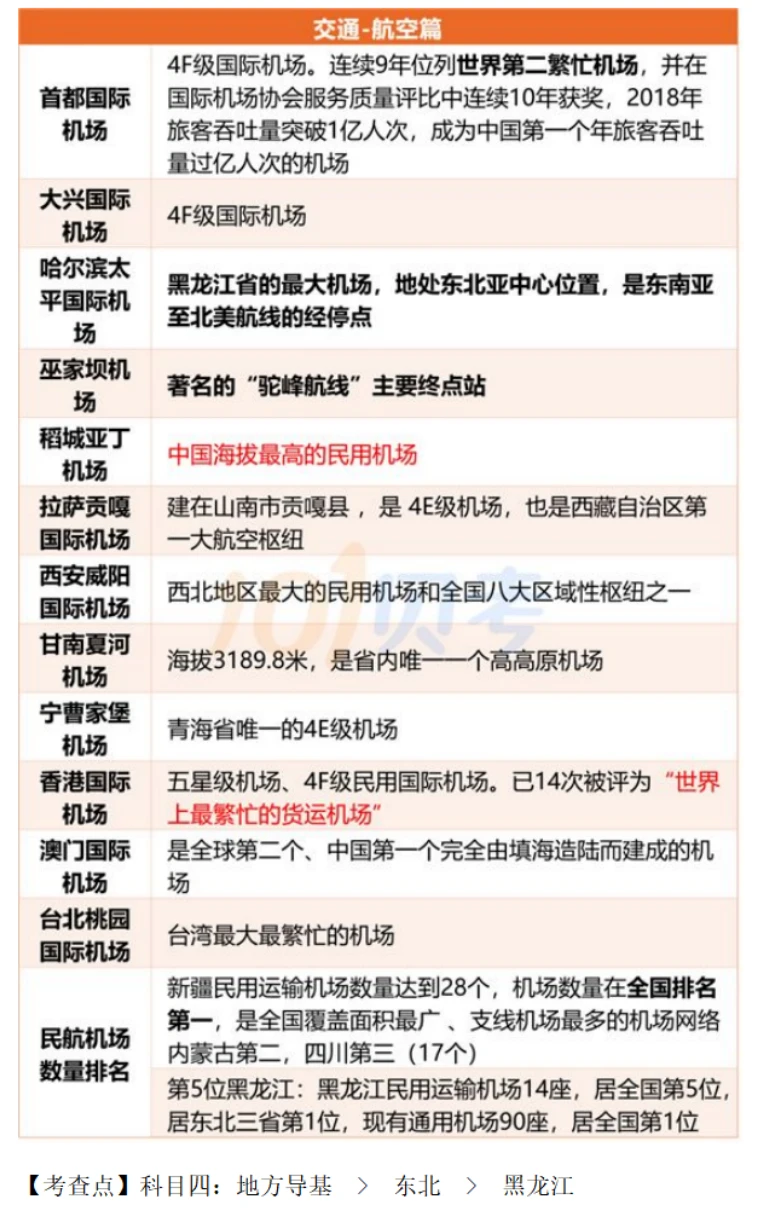 交通-航空篇
首都国际
机场
4F级国际机场。连续9年位列世界第二繁忙机场，并在
国际机场协会服务质量评比中连续10年获奖，2018年
旅客吞吐量突破1亿人次，成为中国第一个年旅客吞吐
量过亿人次的机场
大兴国际
机场
4F级国际机场
哈尔滨太
平国际机
场
黑龙江省的最大机场，地处东北亚中心位置，是东南亚
至北美航线的经停点
巫家坝机
场
著名的“驼峰航线”主要终点站
稻城亚丁
机场
中国海拔最高的民用机场
拉萨贡嘎
国际机场
建在山南市贡嘎县 ，是 4E级机场，也是西藏自治区第
一大航空枢纽
西安威阳
国际机场
西北地区最大的民用机场和全国八大区域性枢纽之一
甘南夏河
机场
海拔3189.8米，是省内唯一一个高高原机场
宁曹家堡
机场
青海省唯一的4E级机场
香港国际
机场
五星级机场、4F级民用国际机场。已14次被评为“世界
上最繁忙的货运机场”
澳门国际
机场
是全球第二个、中国第一个完全由填海造陆而建成的机
场
台北桃园
国际机场
台湾最大最繁忙的机场
民航机场
数量排名
新疆民用运输机场数量达到28个，机场数量在全国排名
第一，是全国覆盖面积最广 、支线机场最多的机场网络
内蒙古第二，四川第三（17个）
第5位黑龙江：黑龙江民用运输机场14座，居全国第5位，
居东北三省第1位，现有通用机场90座，居全国第1位
101贝考
【考查点】科目四：地方导基 > 东北 > 黑龙江